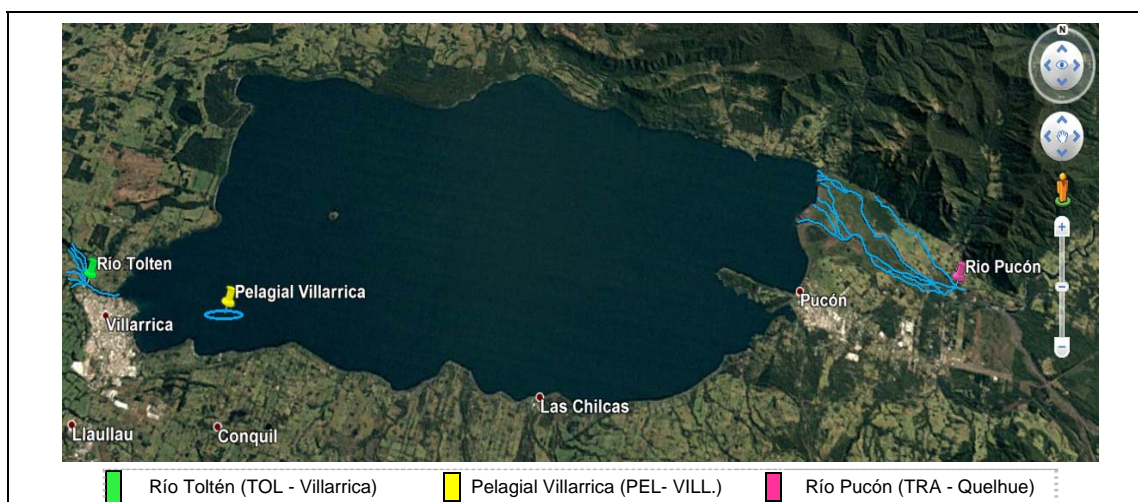 N
Río Tolten
Río Pucón
Pelagial Villarrica
Pucón
Villarrica
Las Chilcas
Llaullau
Conquil
Río Toltén (TOL - Villarrica) Pelagial Villarrica (PEL- VILL.) Río Pucón (TRA - Quelhue)